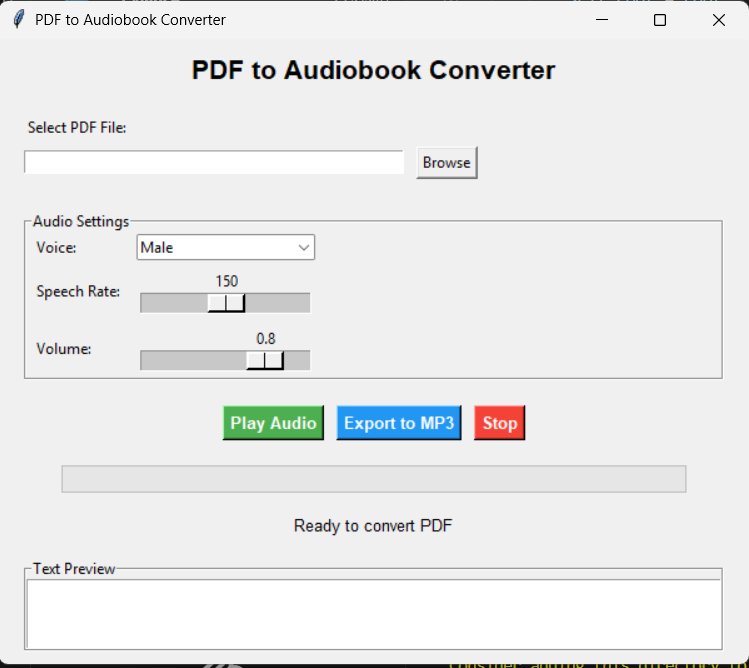 PDF to Audiobook Converter
PDF to Audiobook Converter
Select PDF File:
Browse
Audio Settings
Voice: Male
150
Speech Rate:
0.8
Volume:
Play Audio Export to MP3 Stop
Ready to convert PDF
Text Preview